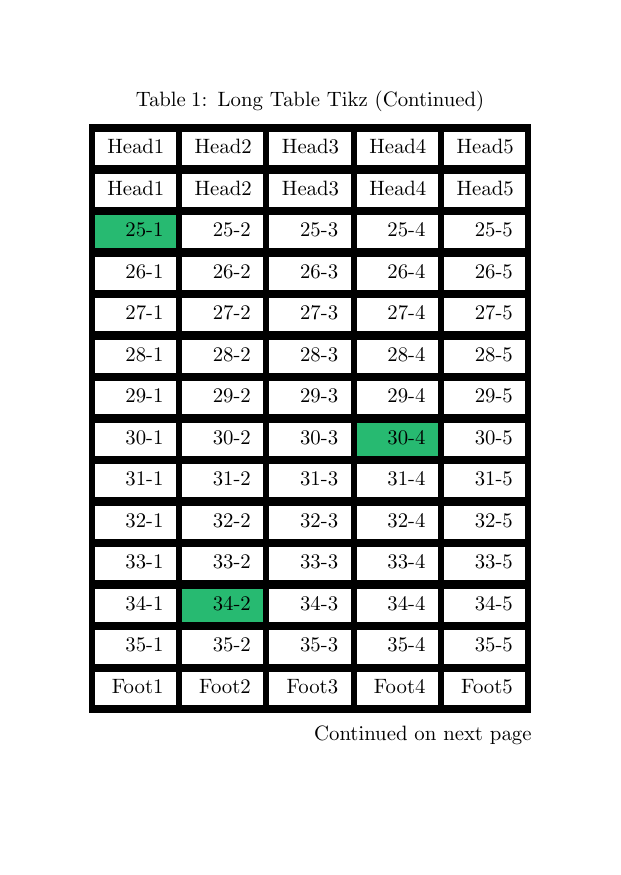 Table 1: Long Table Tikz (Continued)
Head1 Head2 Head3 Head4 Head5
Head1 Head2 Head3 Head4 Head5
25-1 25-2 25-3 25-4 25-5
26-1 26-2 26-3 26-4 26-5
27-1 27-2 27-3 27-4 27-5
28-1 28-2 28-3 28-4 28-5
29-1 29-2 29-3 29-4 29-5
30-1 30-2 30-3 30-4 30-5
31-1 31-2 31-3 31-4 31-5
32-1 32-2 32-3 32-4 32-5
33-1 33-2 33-3 33-4 33-5
34-1 34-2 34-3 34-4 34-5
35-1 35-2 35-3 35-4 35-5
Foot1 Foot2 Foot3 Foot4 Foot5
Continued on next page